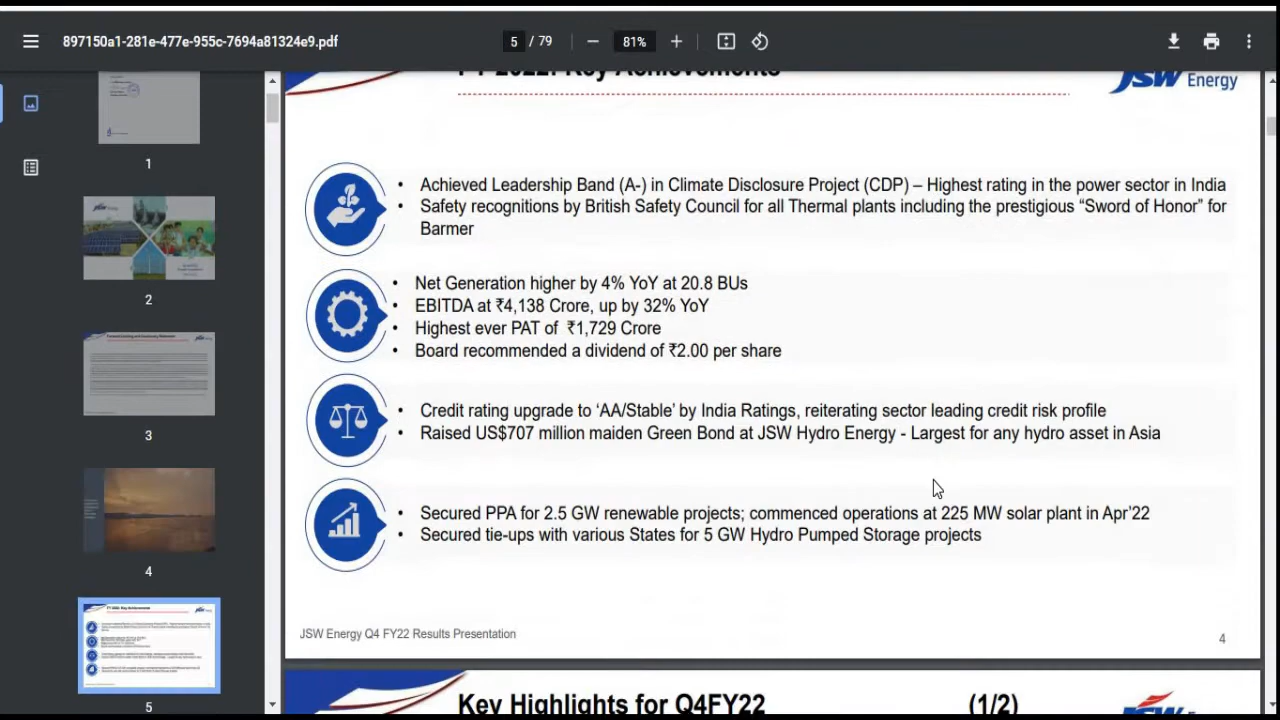 897150a1-281e-477e-955c-7694a81324e9.pdf
5 / 79
81%
1
2
3
4
5
FY 2022: Key Achievements
JSW Energy
• Achieved Leadership Band (A-) in Climate Disclosure Project (CDP) – Highest rating in the power sector in India
• Safety recognitions by British Safety Council for all Thermal plants including the prestigious “Sword of Honor” for
Barmer
• Net Generation higher by 4% YoY at 20.8 BUs
• EBITDA at ₹4,138 Crore, up by 32% YoY
• Highest ever PAT of ₹1,729 Crore
• Board recommended a dividend of ₹2.00 per share
• Credit rating upgrade to ‘AA/Stable’ by India Ratings, reiterating sector leading credit risk profile
• Raised US$707 million maiden Green Bond at JSW Hydro Energy - Largest for any hydro asset in Asia
• Secured PPA for 2.5 GW renewable projects; commenced operations at 225 MW solar plant in Apr’22
• Secured tie-ups with various States for 5 GW Hydro Pumped Storage projects
JSW Energy Q4 FY22 Results Presentation
4
Key Highlights for Q4FY22 (1/2)